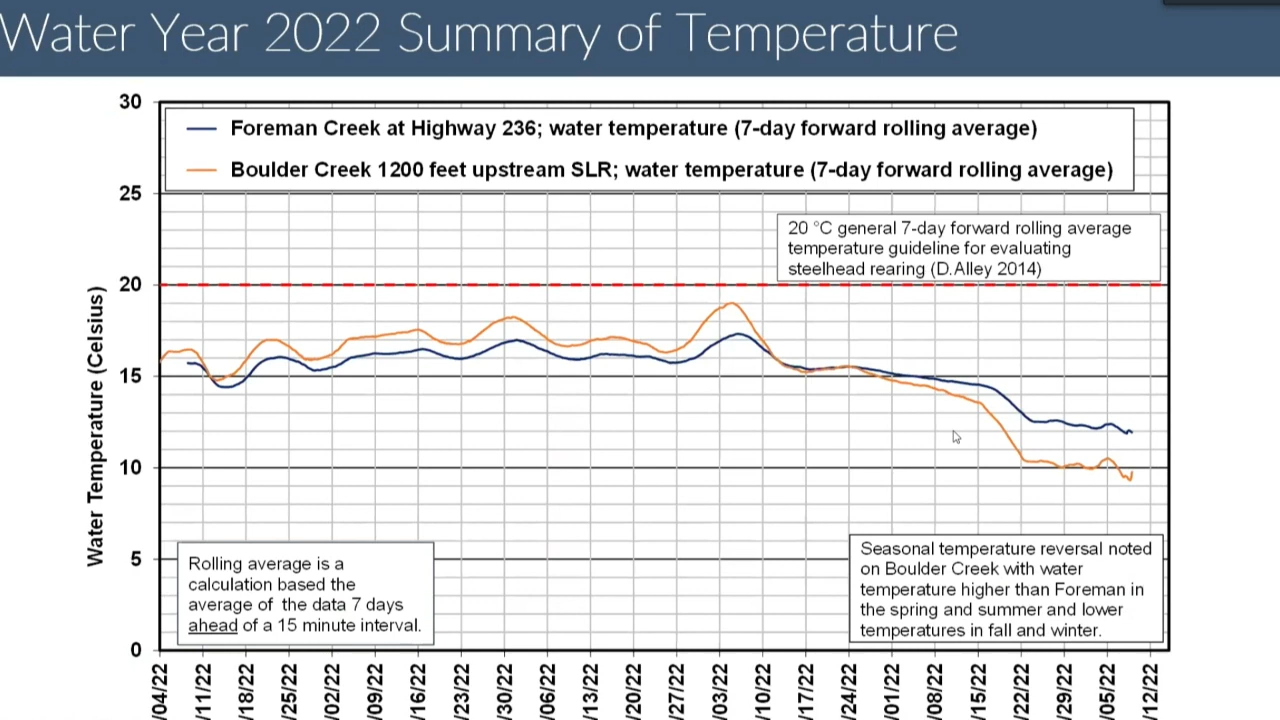 Water Year 2022 Summary of Temperature
Foreman Creek at Highway 236; water temperature (7-day forward rolling average)
Boulder Creek 1200 feet upstream SLR; water temperature (7-day forward rolling average)
20 °C general 7-day forward rolling average
temperature guideline for evaluating
steelhead rearing (D.Alley 2014)
Water Temperature (Celsius)
30
25
20
15
10
5
0
Rolling average is a
calculation based the
average of the data 7 days
ahead of a 15 minute interval.
Seasonal temperature reversal noted
on Boulder Creek with water
temperature higher than Foreman in
the spring and summer and lower
temperatures in fall and winter.
/04/22
/11/22
/18/22
/25/22
/02/22
/09/22
/16/22
/23/22
/30/22
/06/22
/13/22
/20/22
/27/22
/03/22
/10/22
/17/22
/24/22
/01/22
/08/22
/15/22
/22/22
/29/22
/05/22
/12/22